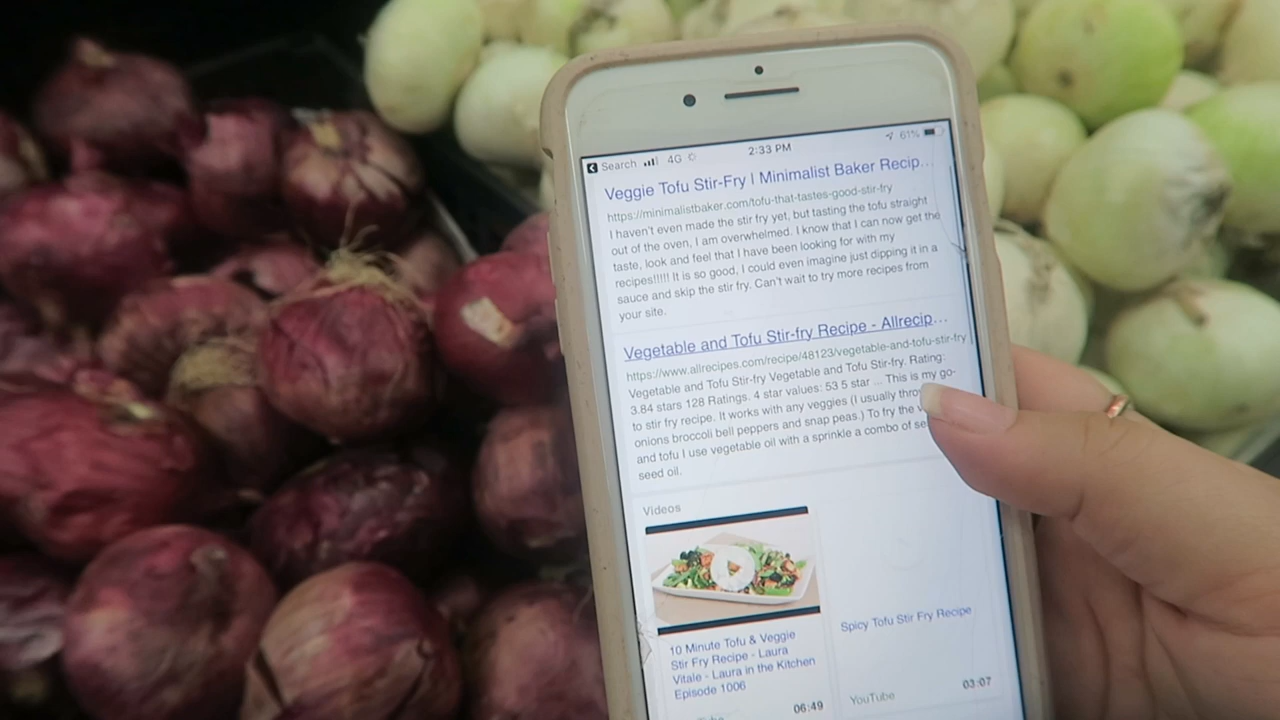 Search 4G 2:33 PM 61%
Veggie Tofu Stir-Fry | Minimalist Baker Recip...
https://minimalistbaker.com/tofu-that-tastes-good-stir-fry
I haven't even made the stir fry yet, but tasting the tofu straight
out of the oven, I am overwhelmed. I know that I can now get the
taste, look and feel that I have been looking for with my
recipes!!!!! It is so good, I could even imagine just dipping it in a
sauce and skip the stir fry. Can't wait to try more recipes from
your site.
Vegetable and Tofu Stir-fry Recipe - Allrecip...
https://www.allrecipes.com/recipe/48123/vegetable-and-tofu-stir-fry
Vegetable and Tofu Stir-fry Vegetable and Tofu Stir-fry. Rating:
3.84 stars 128 Ratings. 4 star values: 53 5 star ... This is my go-
to stir fry recipe. It works with any veggies (I usually
onions broccoli bell peppers and snap peas.) To fry the
and tofu I use vegetable oil with a sprinkle a combo of
seed oil.
Videos
10 Minute Tofu & Veggie
Stir Fry Recipe - Laura
Vitale - Laura in the Kitchen
Episode 1006
06:49
Spicy Tofu Stir Fry Recipe
YouTube 03:07